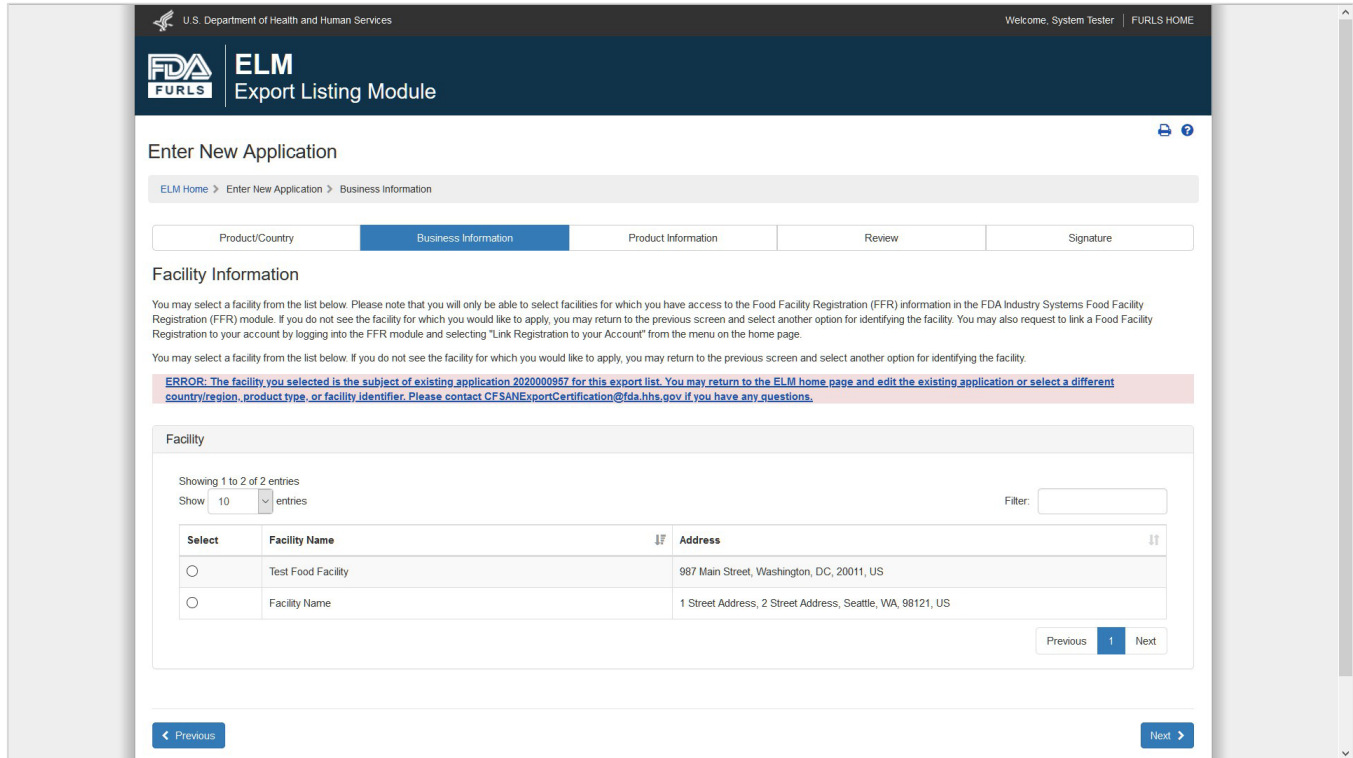 U.S. Department of Health and Human Services
Welcome, System Tester | FURLS HOME
FDA
FURLS
ELM
Export Listing Module
Enter New Application
ELM Home > Enter New Application > Business Information
Product/Country
Business Information
Product Information
Review
Signature
Facility Information
You may select a facility from the list below. Please note that you will only be able to select facilities for which you have access to the Food Facility Registration (FFR) information in the FDA Industry Systems Food Facility
Registration (FFR) module. If you do not see the facility for which you would like to apply, you may return to the previous screen and select another option for identifying the facility. You may also request to link a Food Facility
Registration to your account by logging into the FFR module and selecting "Link Registration to your Account" from the menu on the home page.
You may select a facility from the list below. If you do not see the facility for which you would like to apply, you may return to the previous screen and select another option for identifying the facility.
ERROR: The facility you selected is the subject of existing application 2020000957 for this export list. You may return to the ELM home page and edit the existing application or select a different
country/region, product type, or facility identifier. Please contact CFSANExportCertification@fda.hhs.gov if you have any questions.
Facility
Showing 1 to 2 of 2 entries
Show 10 entries
Filter:
Select Facility Name Address
Test Food Facility 987 Main Street, Washington, DC, 20011, US
Facility Name 1 Street Address, 2 Street Address, Seattle, WA, 98121, US
Previous 1 Next
Previous
Next